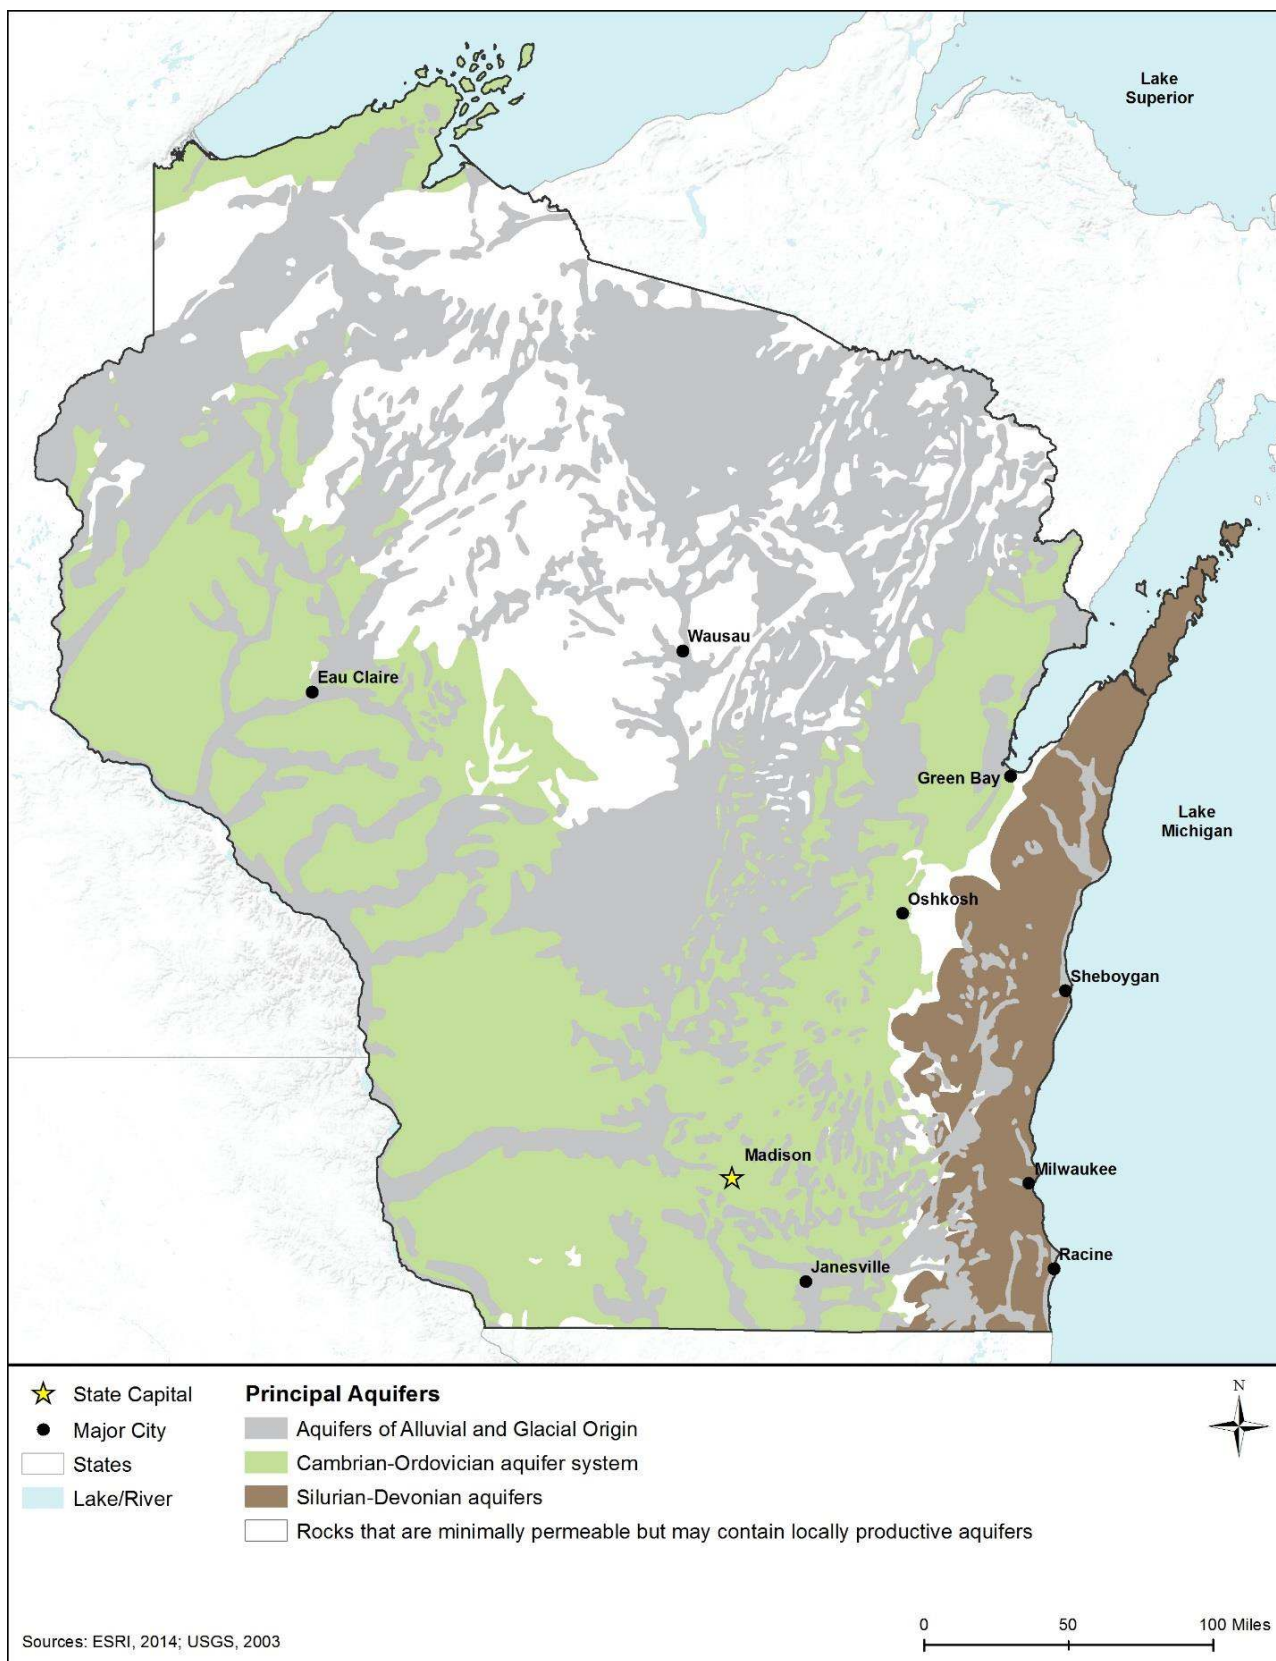 Lake
Superior
Wausau
Eau Claire
Green Bay
Lake
Michigan
Oshkosh
Sheboygan
Madison
Milwaukee
Racine
Janesville
State Capital
Major City
States
Lake/River
Principal Aquifers
Aquifers of Alluvial and Glacial Origin
Cambrian-Ordovician aquifer system
Silurian-Devonian aquifers
Rocks that are minimally permeable but may contain locally productive aquifers
N
0 50 100 Miles
Sources: ESRI, 2014; USGS, 2003